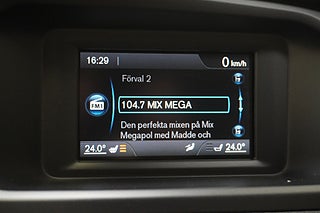 16:29
0 km/h
Förval 2
FM1
104.7 MIX MEGA
Den perfekta mixen på Mix
Megapol med Madde och
24.0°
24.0°